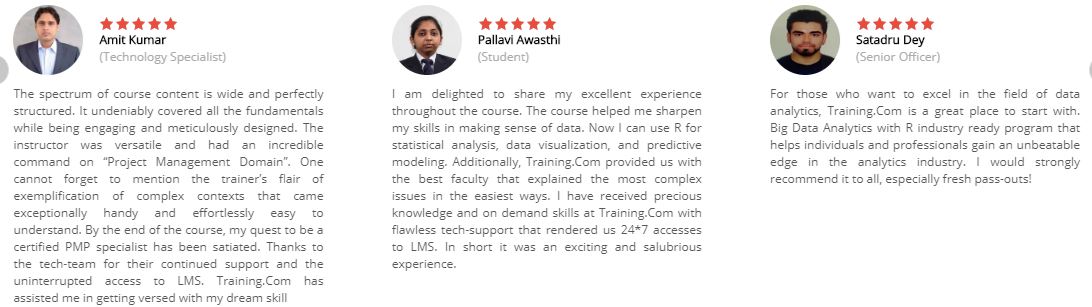 Amit Kumar
(Technology Specialist)
The spectrum of course content is wide and perfectly
structured. It undeniably covered all the fundamentals
while being engaging and meticulously designed. The
instructor was versatile and had an incredible
command on “Project Management Domain”. One
cannot forget to mention the trainer’s flair of
exemplification of complex contexts that came
exceptionally handy and effortlessly easy to
understand. By the end of the course, my quest to be a
certified PMP specialist has been satiated. Thanks to
the tech-team for their continued support and the
uninterrupted access to LMS. Training.Com has
assisted me in getting versed with my dream skill
Pallavi Awasthi
(Student)
I am delighted to share my excellent experience
throughout the course. The course helped me sharpen
my skills in making sense of data. Now I can use R for
statistical analysis, data visualization, and predictive
modeling. Additionally, Training.Com provided us with
the best faculty that explained the most complex
issues in the easiest ways. I have received precious
knowledge and on demand skills at Training.Com with
flawless tech-support that rendered us 24*7 accesses
to LMS. In short it was an exciting and salubrious
experience.
Satadru Dey
(Senior Officer)
For those who want to excel in the field of data
analytics, Training.Com is a great place to start with.
Big Data Analytics with R industry ready program that
helps individuals and professionals gain an unbeatable
edge in the analytics industry. I would strongly
recommend it to all, especially fresh pass-outs!